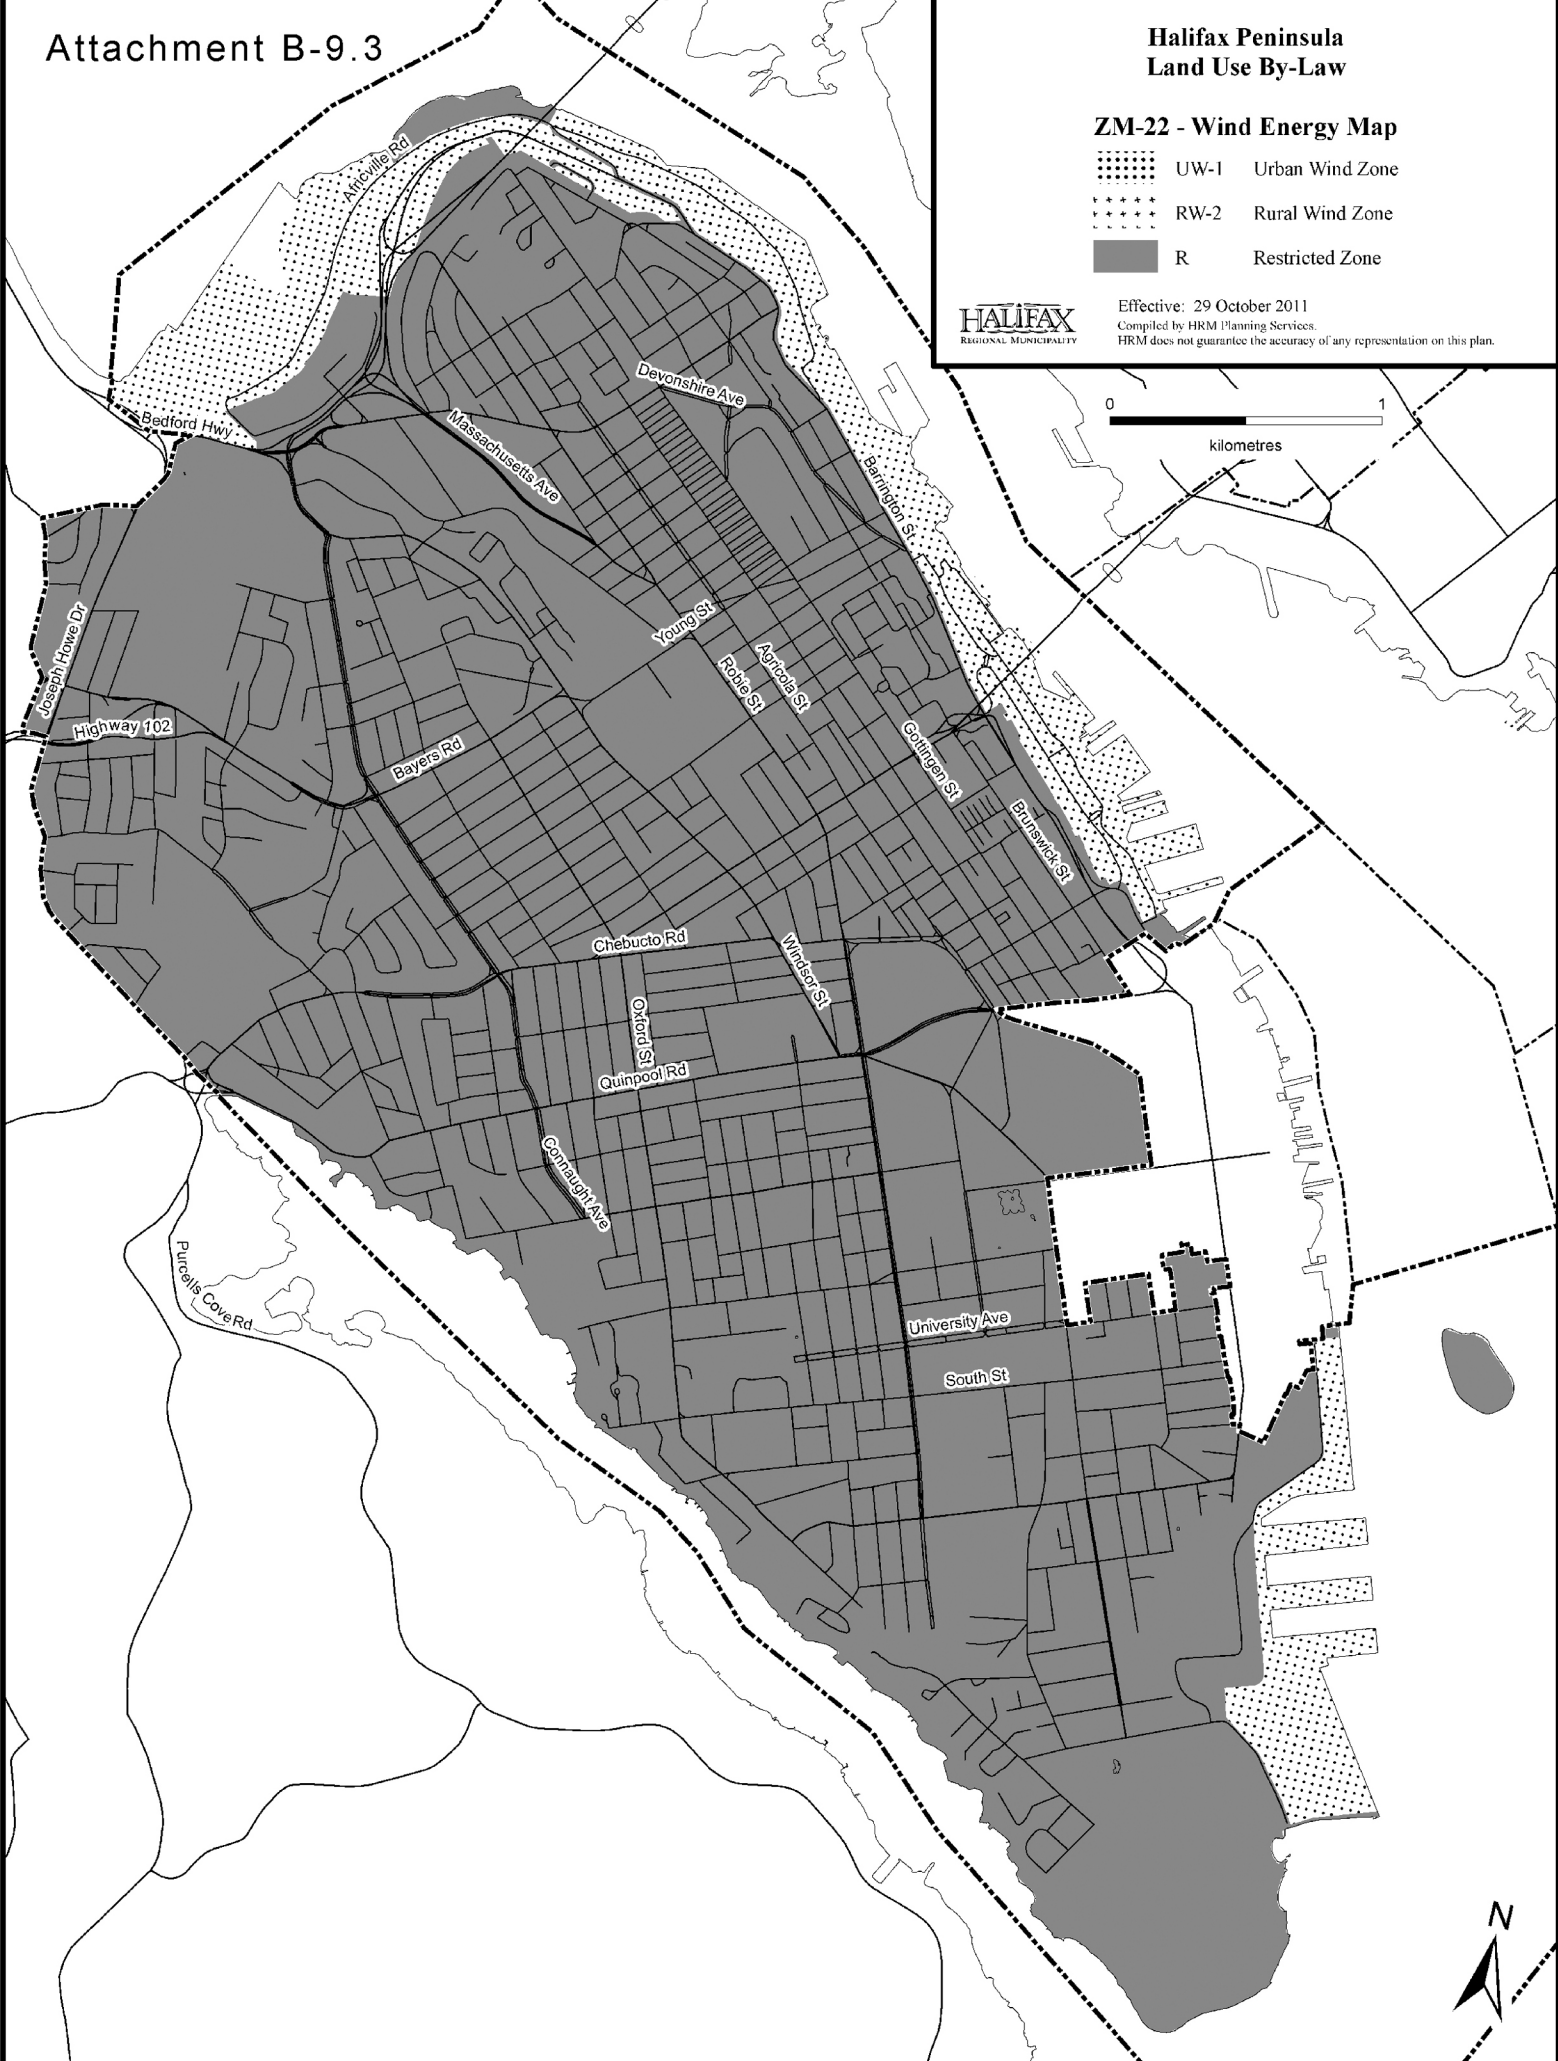 Attachment B-9.3
Halifax Peninsula
Land Use By-Law
ZM-22 - Wind Energy Map
UW-1 Urban Wind Zone
RW-2 Rural Wind Zone
R Restricted Zone
HALIFAX
REGIONAL MUNICIPALITY
Effective: 29 October 2011
Compiled by HRM Planning Services.
HRM does not guarantee the accuracy of any representation on this plan.
0 1
kilometres
Africville Rd
Devonshire Ave
Bedford Hwy
Massachusetts Ave
Barrington St
Young St
Joseph Howe Dr
Agricola St
Robie St
Highway 102
Bayers Rd
Gottingen St
Brunswick St
Chebucto Rd
Windsor St
Oxford St
Quinpool Rd
Connaught Ave
Purcells Cove Rd
University Ave
South St
N